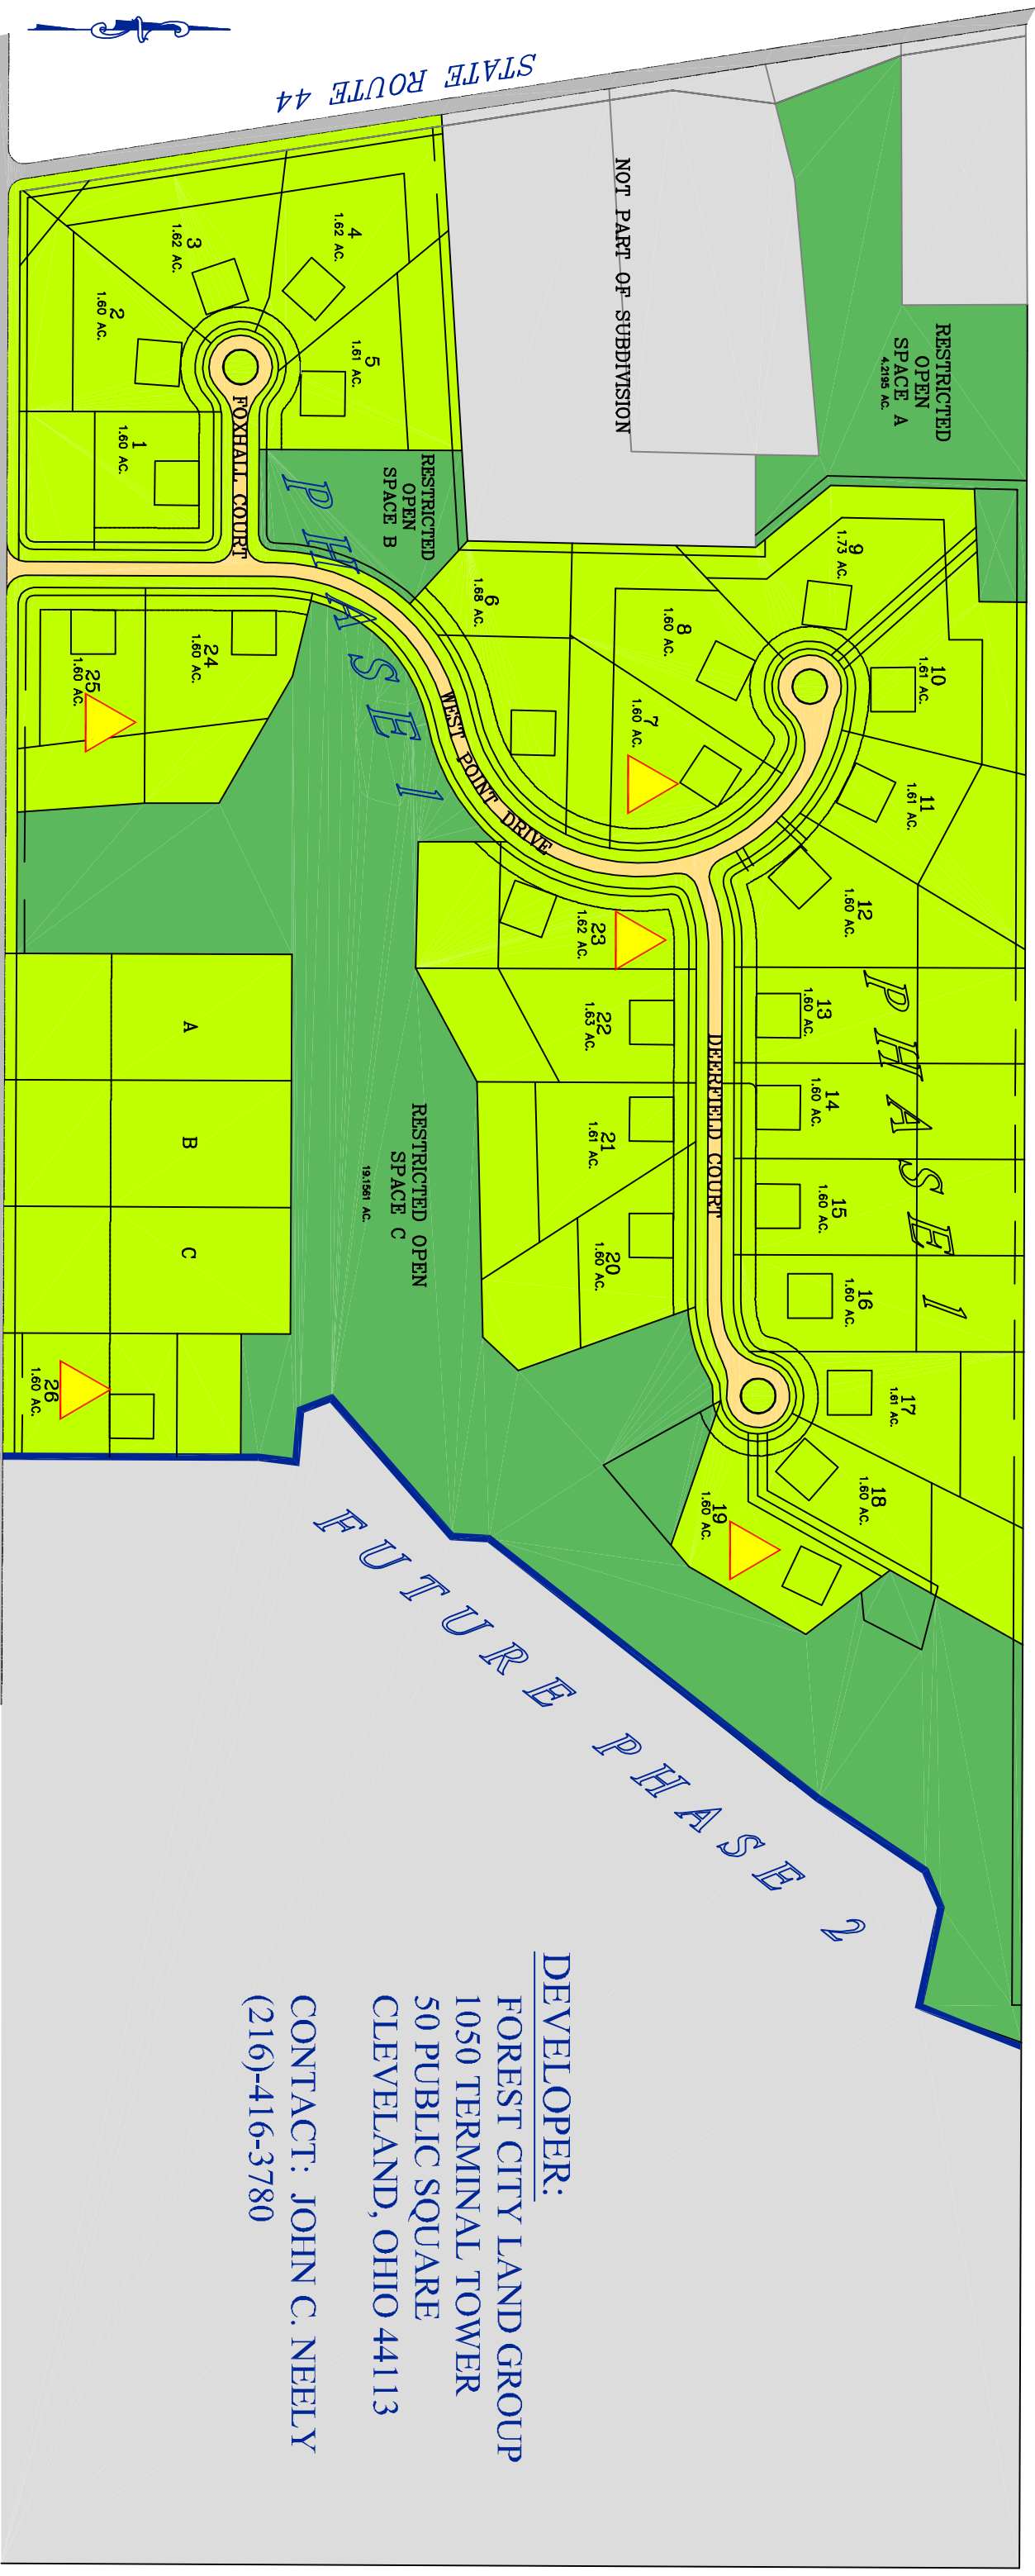 STATE ROUTE 44
NOT PART OF SUBDIVISION
RESTRICTED
OPEN
SPACE A
4.2195 AC.
RESTRICTED
OPEN
SPACE B
FOXHALL COURT
PHASE 1
1
1.60 AC.
2
1.60 AC.
3
1.62 AC.
4
1.62 AC.
5
1.61 AC.
6
1.68 AC.
7
1.60 AC.
8
1.60 AC.
9
1.73 AC.
10
1.61 AC.
11
1.61 AC.
12
1.60 AC.
WEST POINT DRIVE
PHASE 1
13
1.60 AC.
14
1.60 AC.
15
1.60 AC.
16
1.60 AC.
17
1.61 AC.
18
1.60 AC.
19
1.60 AC.
DEERFIELD COURT
20
1.60 AC.
21
1.61 AC.
22
1.63 AC.
23
1.62 AC.
24
1.60 AC.
25
1.60 AC.
RESTRICTED OPEN
SPACE C
19.1561 AC.
A
B
C
26
1.60 AC.
FUTURE PHASE 2
DEVELOPER:
FOREST CITY LAND GROUP
1050 TERMINAL TOWER
50 PUBLIC SQUARE
CLEVELAND, OHIO 44113
CONTACT: JOHN C. NEELY
(216)-416-3780